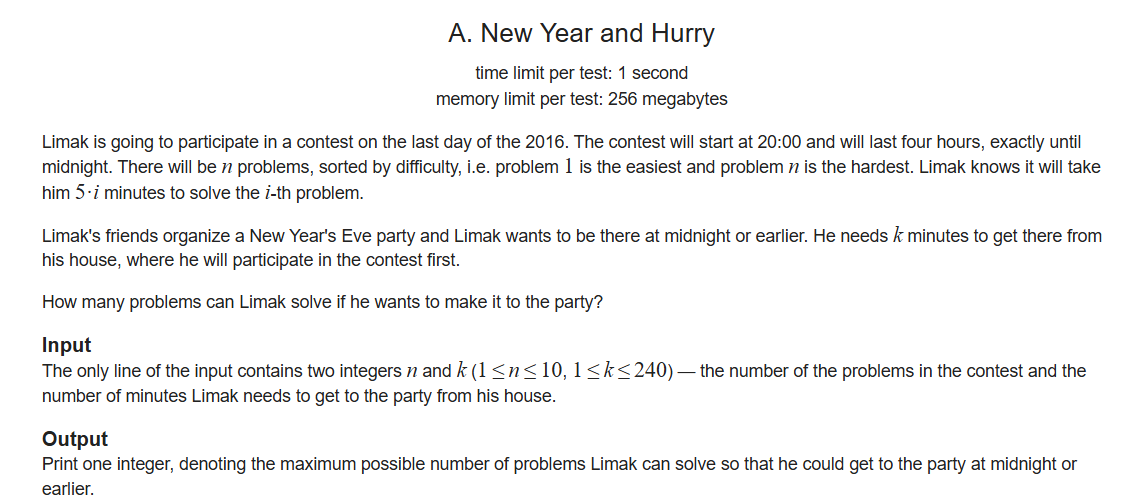 A. New Year and Hurry
time limit per test: 1 second
memory limit per test: 256 megabytes
Limak is going to participate in a contest on the last day of the 2016. The contest will start at 20:00 and will last four hours, exactly until
midnight. There will be n problems, sorted by difficulty, i.e. problem 1 is the easiest and problem n is the hardest. Limak knows it will take
him 5·i minutes to solve the i-th problem.
Limak's friends organize a New Year's Eve party and Limak wants to be there at midnight or earlier. He needs k minutes to get there from
his house, where he will participate in the contest first.
How many problems can Limak solve if he wants to make it to the party?
Input
The only line of the input contains two integers n and k (1 ≤ n ≤ 10, 1 ≤ k ≤ 240) — the number of the problems in the contest and the
number of minutes Limak needs to get to the party from his house.
Output
Print one integer, denoting the maximum possible number of problems Limak can solve so that he could get to the party at midnight or
earlier.